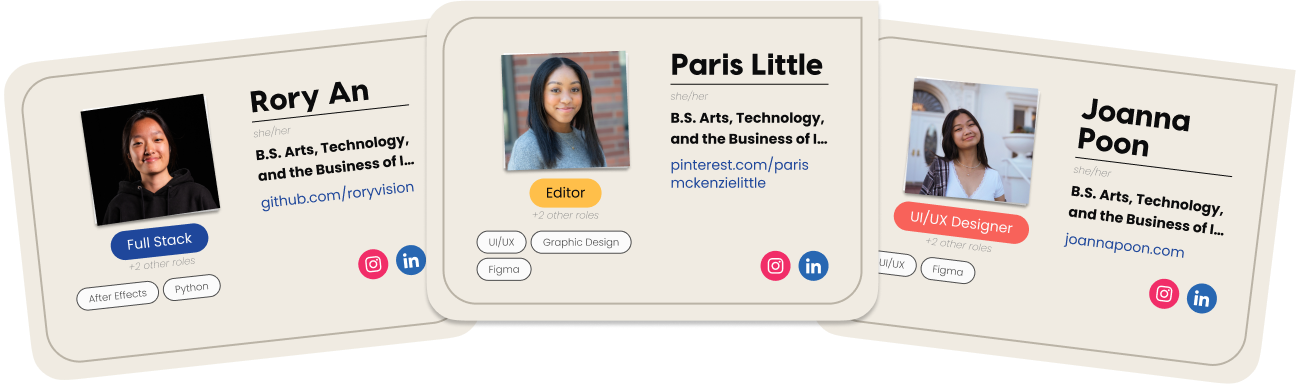 Rory An
she/her
B.S. Arts, Technology,
and the Business of I...
github.com/roryvision
Full Stack
+2 other roles
After Effects
Python
in
Paris Little
she/her
B.S. Arts, Technology,
and the Business of I...
pinterest.com/paris
mckenzielittle
Editor
+2 other roles
UI/UX
Graphic Design
Figma
in
Joanna
Poon
she/her
B.S. Arts, Technology,
and the Business of I...
joannapoon.com
UI/UX Designer
+2 other roles
UI/UX
Figma
in